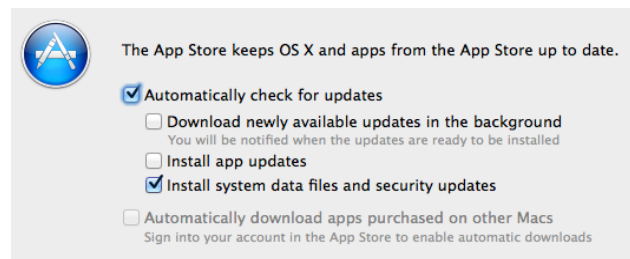 The App Store keeps OS X and apps from the App Store up to date.
Automatically check for updates
Download newly available updates in the background
You will be notified when the updates are ready to be installed
Install app updates
Install system data files and security updates
Automatically download apps purchased on other Macs
Sign into your account in the App Store to enable automatic downloads